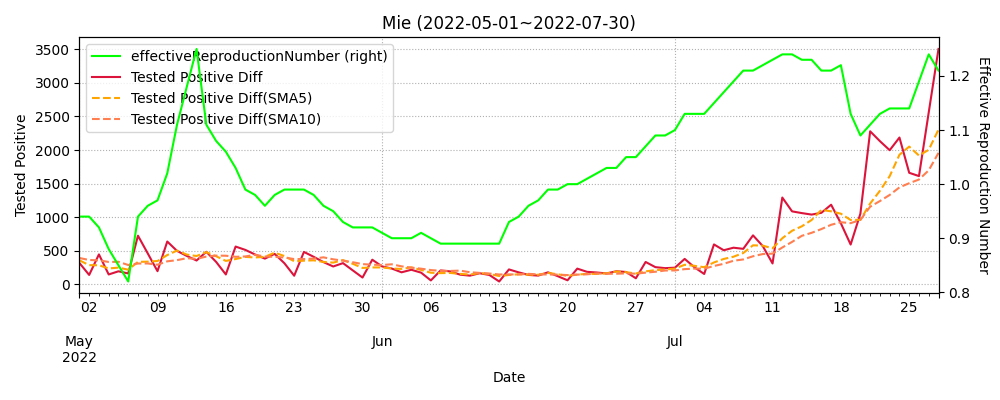 Mie (2022-05-01~2022-07-30)
effectiveReproductionNumber (right)
Tested Positive Diff
Tested Positive Diff(SMA5)
Tested Positive Diff(SMA10)
Tested Positive
3500
3000
2500
2000
1500
1000
500
0
1.2
1.1
1.0
0.9
0.8
Effective Reproduction Number
02 09 16 23 30 06 13 20 27 04 11 18 25
May Jun Jul
2022
Date